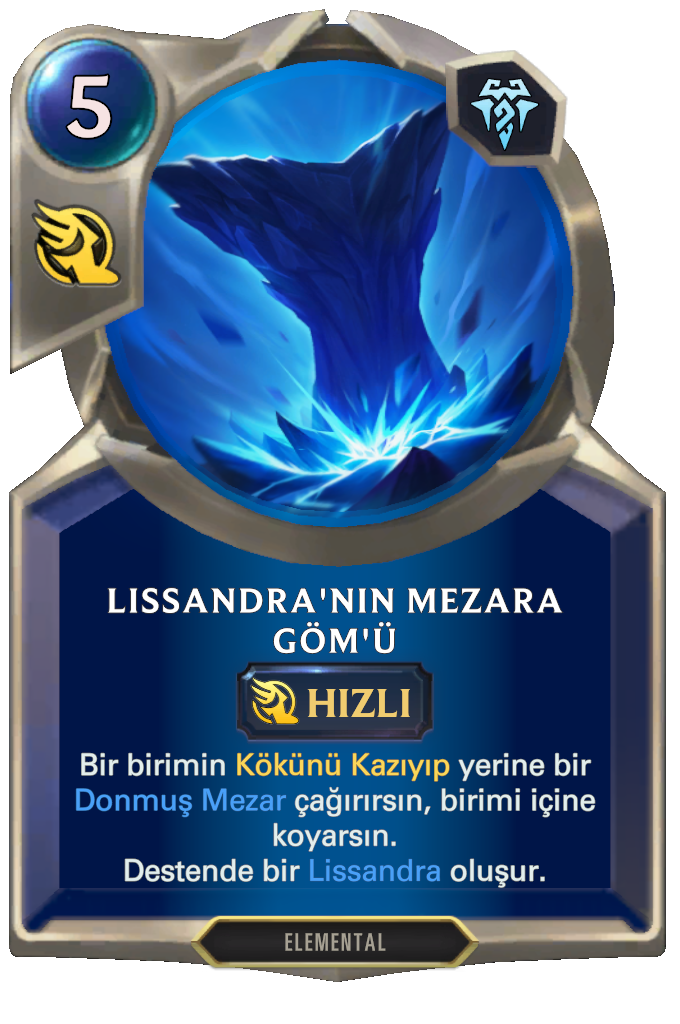 5
LISSANDRA'NIN MEZARA
GÖM'Ü
HIZLI
Bir birimin Kökünü Kazıyıp yerine bir
Donmuş Mezar çağırırsın, birimi içine
koyarsın.
Destende bir Lissandra oluşur.
ELEMENTAL